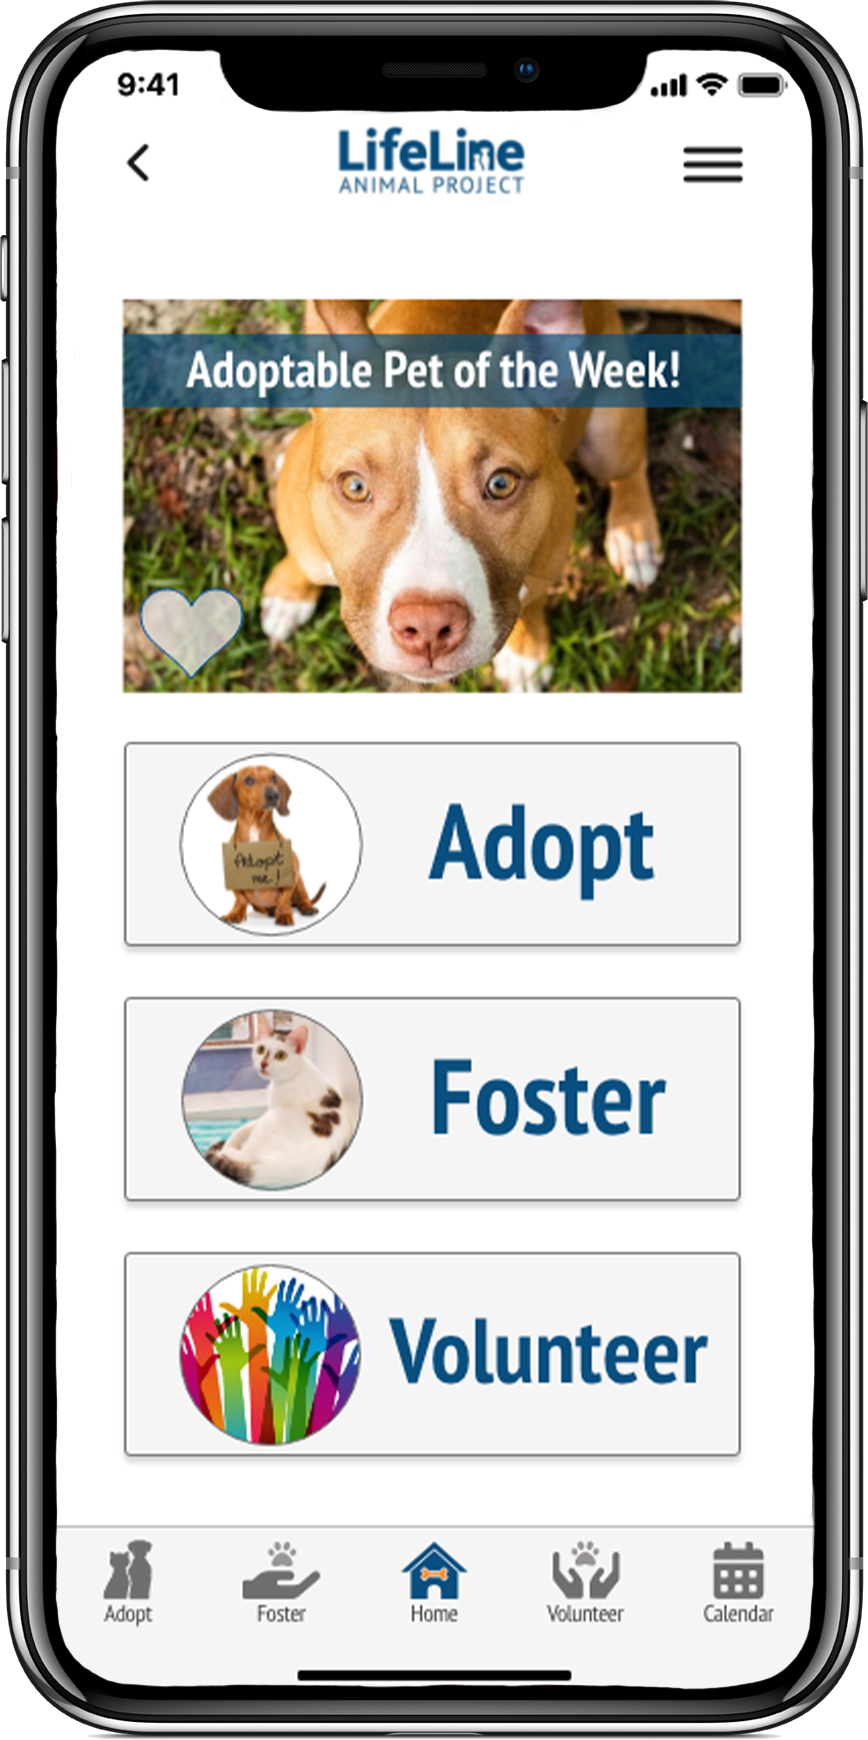 9:41
LifeLine
ANIMAL PROJECT
Adoptable Pet of the Week!
Adopt
me!
Adopt
Foster
Volunteer
Adopt
Foster
Home
Volunteer
Calendar